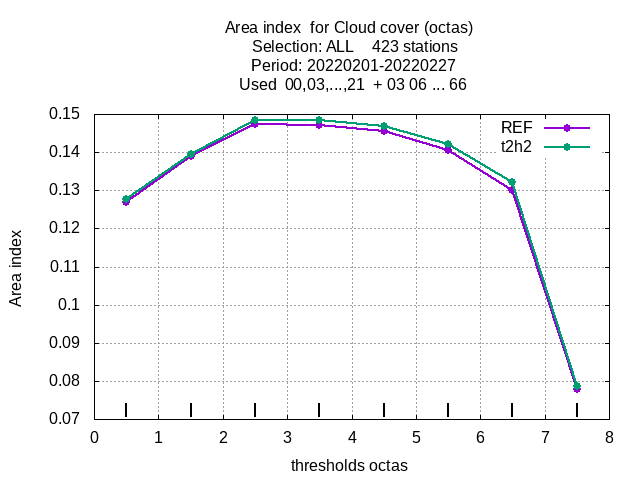 Area index  for Cloud cover (octas)
Selection: ALL    423 stations
Period: 20220201-20220227
Used  00,03,...,21  + 03 06 ... 66
0.15
REF
t2h2
0.14
0.13
0.12
0.11
0.1
0.09
0.08
0.07
Area index
0 1 2 3 4 5 6 7 8
thresholds octas